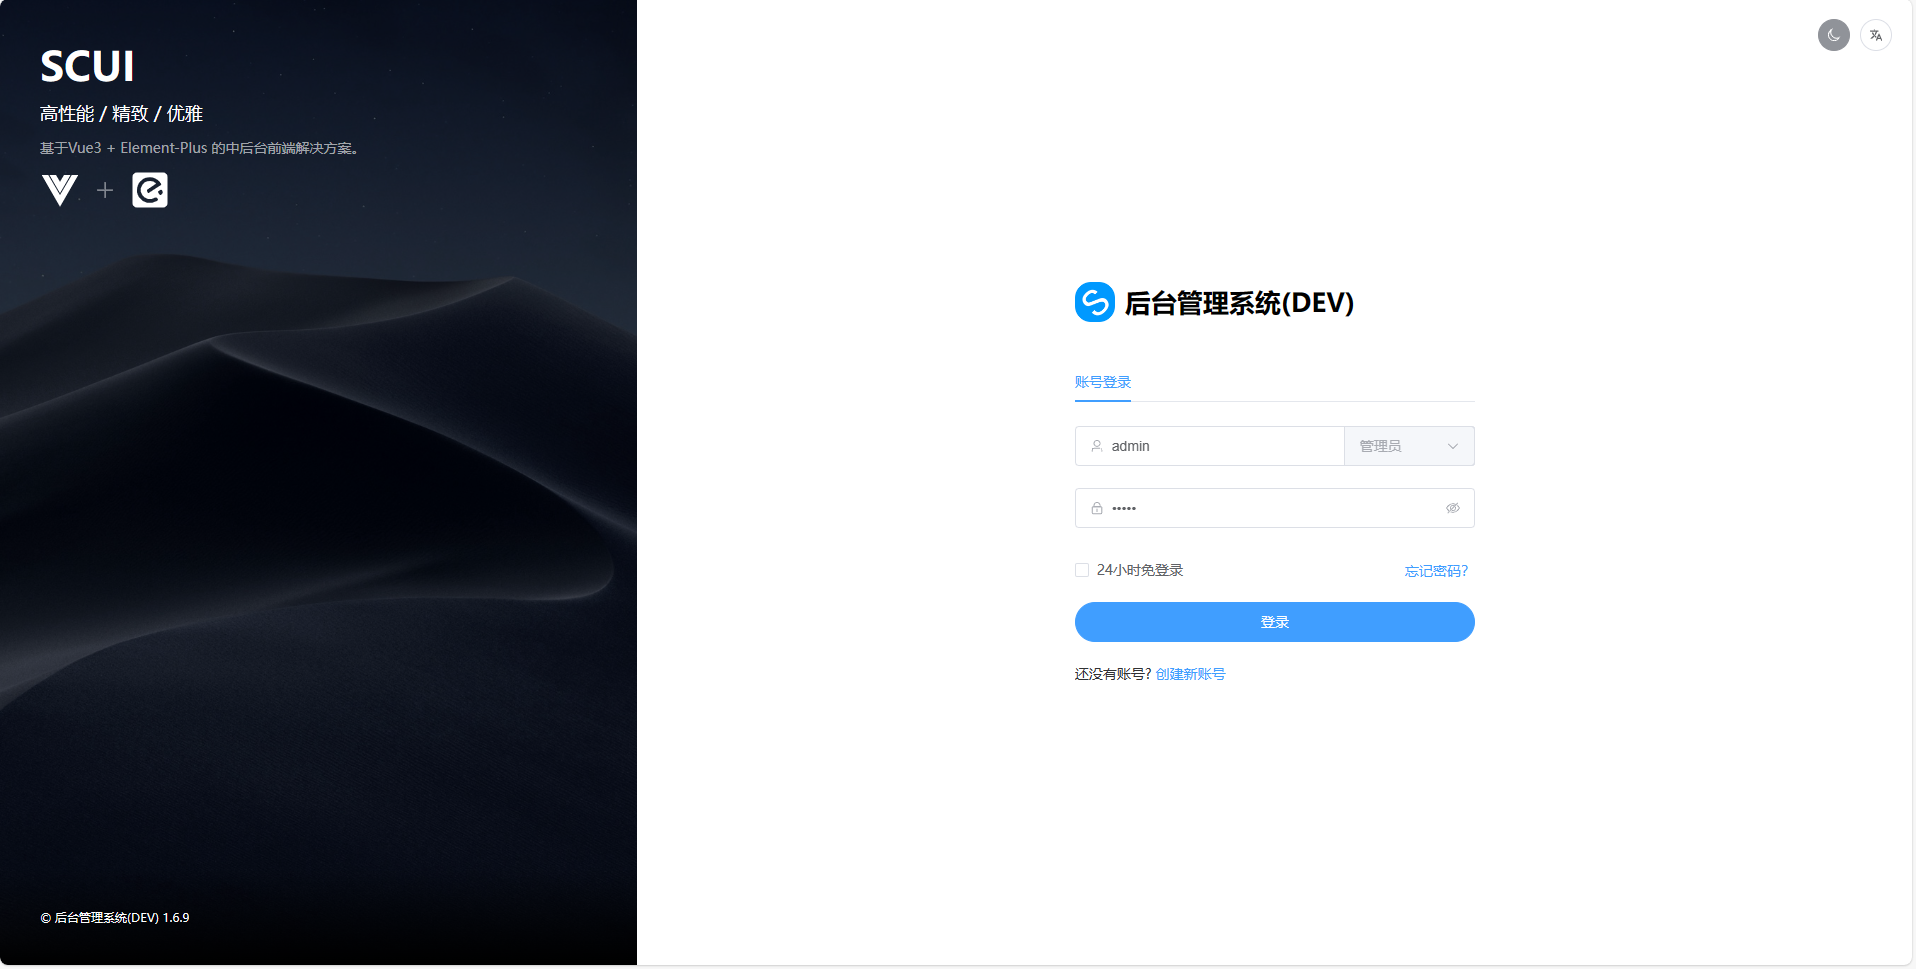 SCUI
高性能 / 精致 / 优雅
基于Vue3 + Element-Plus 的中后台前端解决方案。
© 后台管理系统(DEV) 1.6.9
后台管理系统(DEV)
账号登录
admin 管理员
•••••
24小时免登录 忘记密码?
登录
还没有账号? 创建新账号